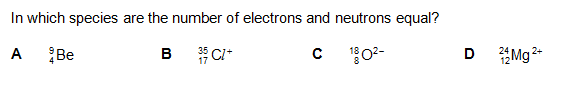 In which species are the number of electrons and neutrons equal?
A ⁹₄Be B ³⁵₁₇Cl⁺ C ¹⁸₈O²⁻ D ²⁴₁₂Mg²⁺